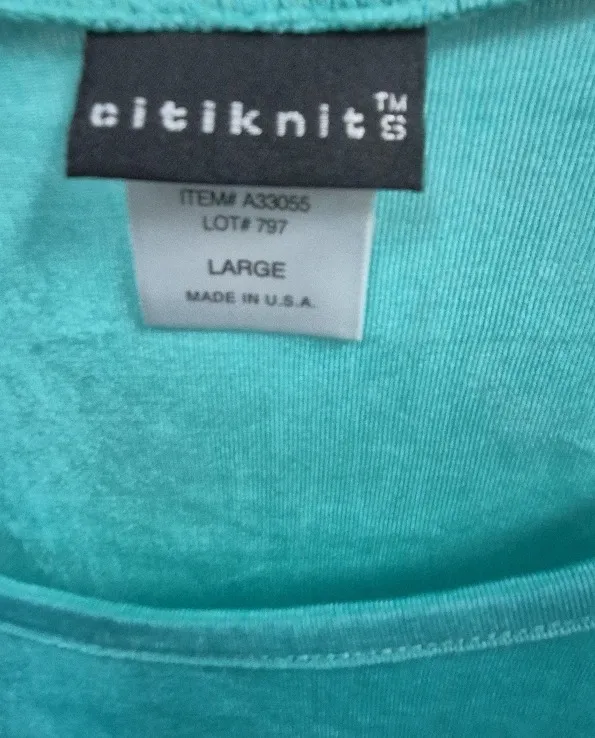 citiknits™
ITEM# A33055
LOT# 797
LARGE
MADE IN U.S.A.